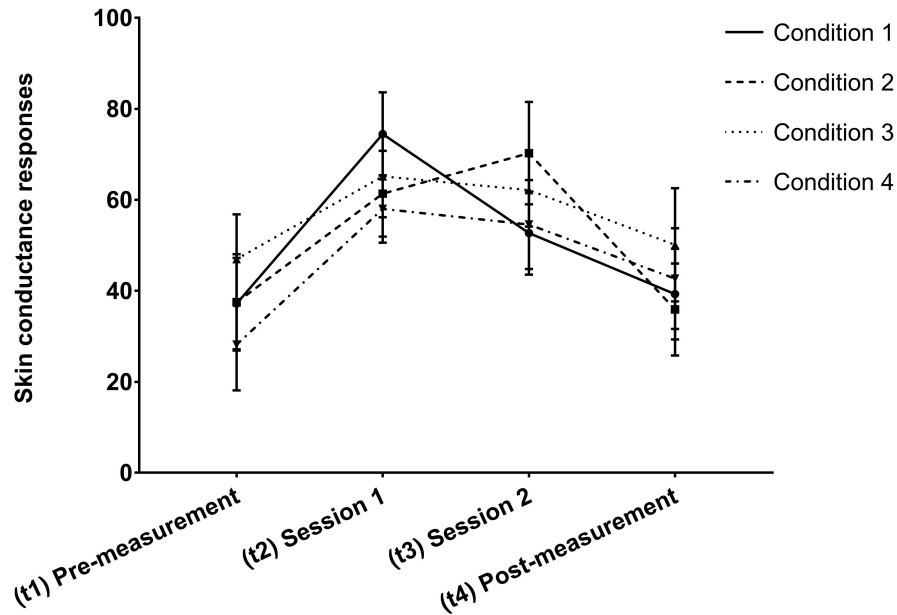 100
80
60
40
20
0
Skin conductance responses
(t1) Pre-measurement
(t2) Session 1
(t3) Session 2
(t4) Post-measurement
Condition 1
Condition 2
Condition 3
Condition 4